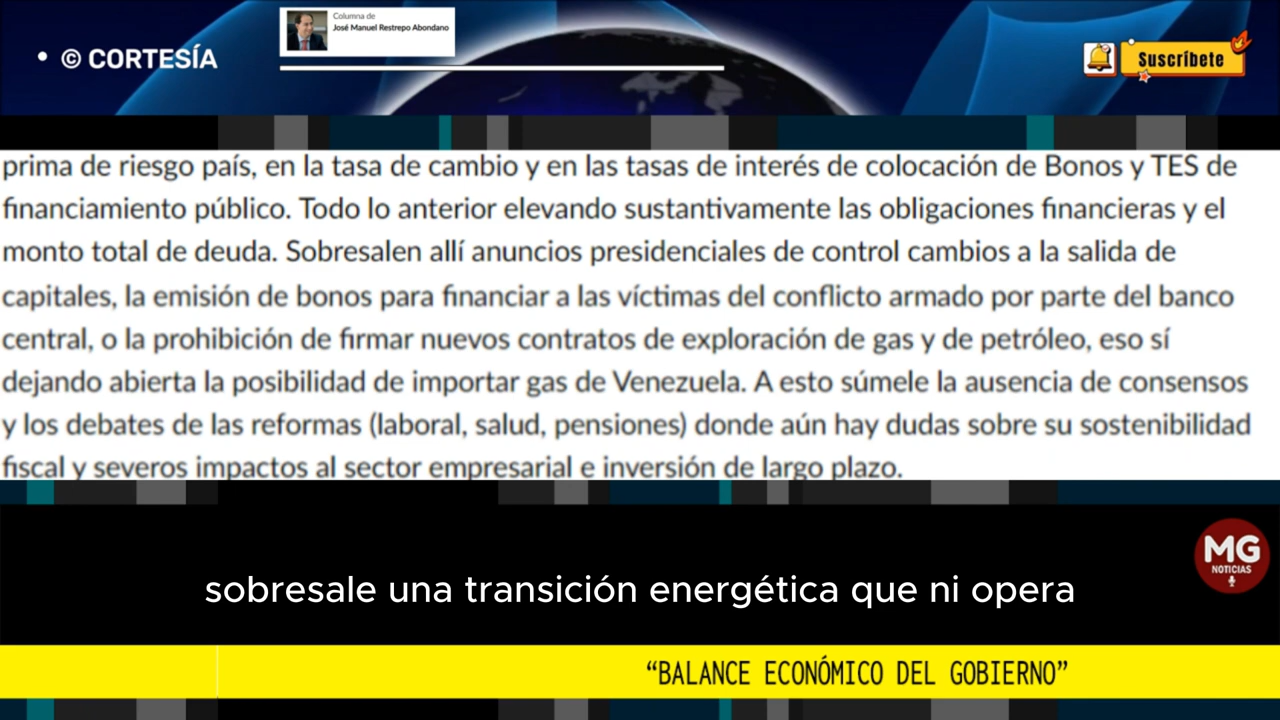 Columna de
José Manuel Restrepo Abondano
• © CORTESÍA
Suscríbete
prima de riesgo país, en la tasa de cambio y en las tasas de interés de colocación de Bonos y TES de
financiamiento público. Todo lo anterior elevando sustantivamente las obligaciones financieras y el
monto total de deuda. Sobresalen allí anuncios presidenciales de control cambios a la salida de
capitales, la emisión de bonos para financiar a las víctimas del conflicto armado por parte del banco
central, o la prohibición de firmar nuevos contratos de exploración de gas y de petróleo, eso sí
dejando abierta la posibilidad de importar gas de Venezuela. A esto súmele la ausencia de consensos
y los debates de las reformas (laboral, salud, pensiones) donde aún hay dudas sobre su sostenibilidad
fiscal y severos impactos al sector empresarial e inversión de largo plazo.
MG
NOTICIAS
sobresale una transición energética que ni opera
“BALANCE ECONÓMICO DEL GOBIERNO”